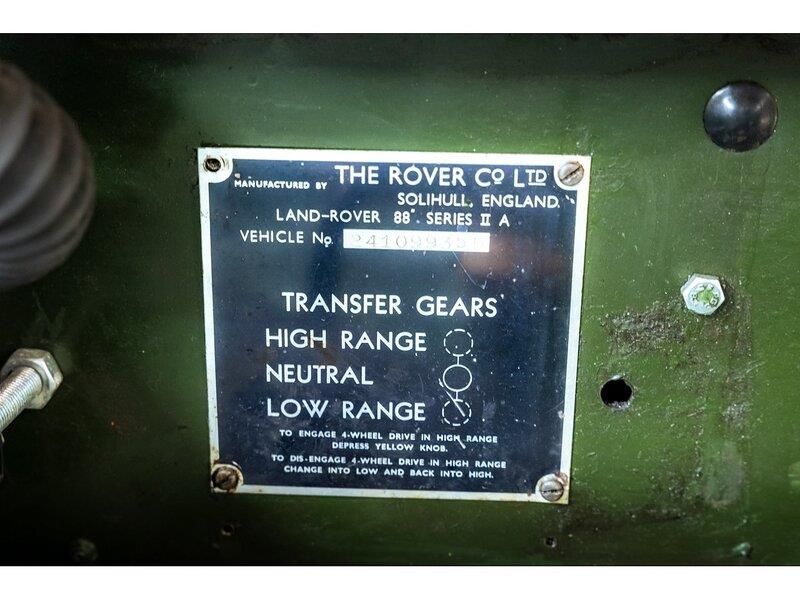 MANUFACTURED BY THE ROVER Cọ LTD
SOLIHULL, ENGLAND.
LAND-ROVER 88" SERIES II A
VEHICLE No.
TRANSFER GEARS
HIGH RANGE
NEUTRAL
LOW RANGE
TO ENGAGE 4-WHEEL DRIVE IN HIGH RANGE
DEPRESS YELLOW KNOB.
TO DIS-ENGAGE 4-WHEEL DRIVE IN HIGH RANGE
CHANGE INTO LOW AND BACK INTO HIGH.